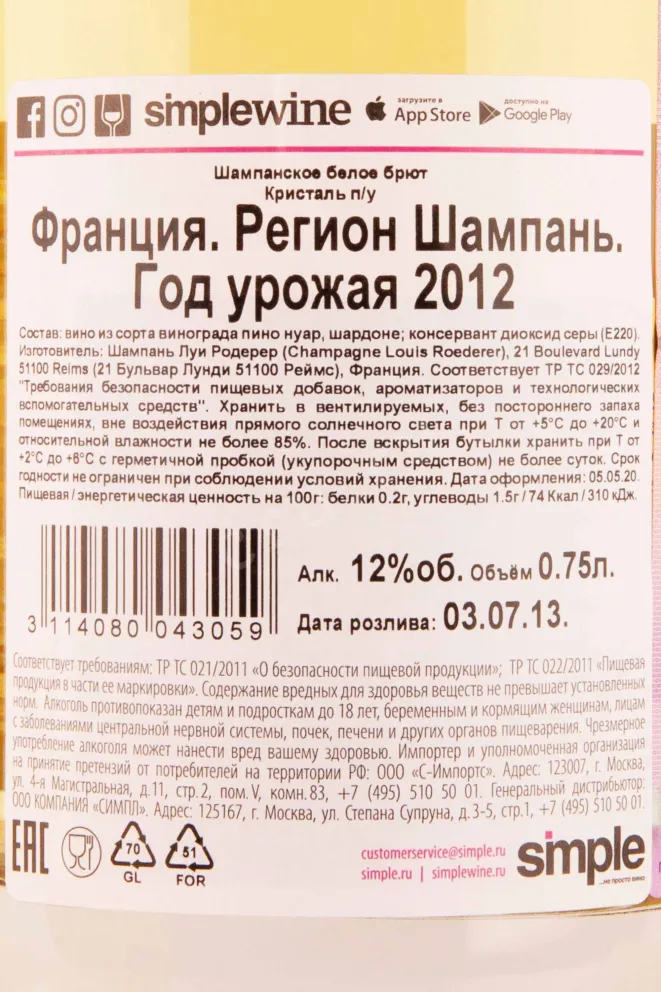 simplewine загрузите в App Store доступно на Google Play
Шампанское белое брют
Кристаль п/у
Франция. Регион Шампань.
Год урожая 2012
Состав: вино из сорта винограда пино нуар, шардоне; консервант диоксид серы (E220).
Изготовитель: Шампань Луи Родерер (Champagne Louis Roederer), 21 Boulevard Lundy
51100 Reims (21 Бульвар Лунди 51100 Реймс), Франция. Соответствует ТР ТС 029/2012
"Требования безопасности пищевых добавок, ароматизаторов и технологических
вспомогательных средств". Хранить в вентилируемых, без постороннего запаха
помещениях, вне воздействия прямого солнечного света при Т от +5°С до +20°С и
относительной влажности не более 85%. После вскрытия бутылки хранить при Т от
+2°С до +6°С с герметичной пробкой (укупорочным средством) не более суток. Срок
годности не ограничен при соблюдении условий хранения. Дата оформления: 05.05.20.
Пищевая / энергетическая ценность на 100г: белки 0.2г, углеводы 1.5г / 74 Ккал / 310 кДж.
Алк. 12%об. Объём 0.75л.
Дата розлива: 03.07.13.
3 114080 043059
Соответствует требованиям: ТР ТС 021/2011 «О безопасности пищевой продукции»; ТР ТС 022/2011 «Пищевая
продукция в части ее маркировки». Содержание вредных для здоровья веществ не превышает установленных
норм. Алкоголь противопоказан детям и подросткам до 18 лет, беременным и кормящим женщинам, лицам
с заболеваниями центральной нервной системы, почек, печени и других органов пищеварения. Чрезмерное
употребление алкоголя может нанести вред вашему здоровью. Импортер и уполномоченная организация
на принятие претензий от потребителей на территории РФ: ООО «С-Импортс». Адрес: 123007, г. Москва,
ул. 4-я Магистральная, д.11, стр.2, пом. V, комн.83, +7 (495) 510 50 01. Генеральный дистрибьютор:
ООО КОМПАНИЯ «СИМПЛ». Адрес: 125167, г. Москва, ул. Степана Супруна, д.3-5, стр.1, +7 (495) 510 50 01.
EAC 70 GL 51 FOR
customerservice@simple.ru
simple.ru | simplewine.ru
simple
...не просто вино